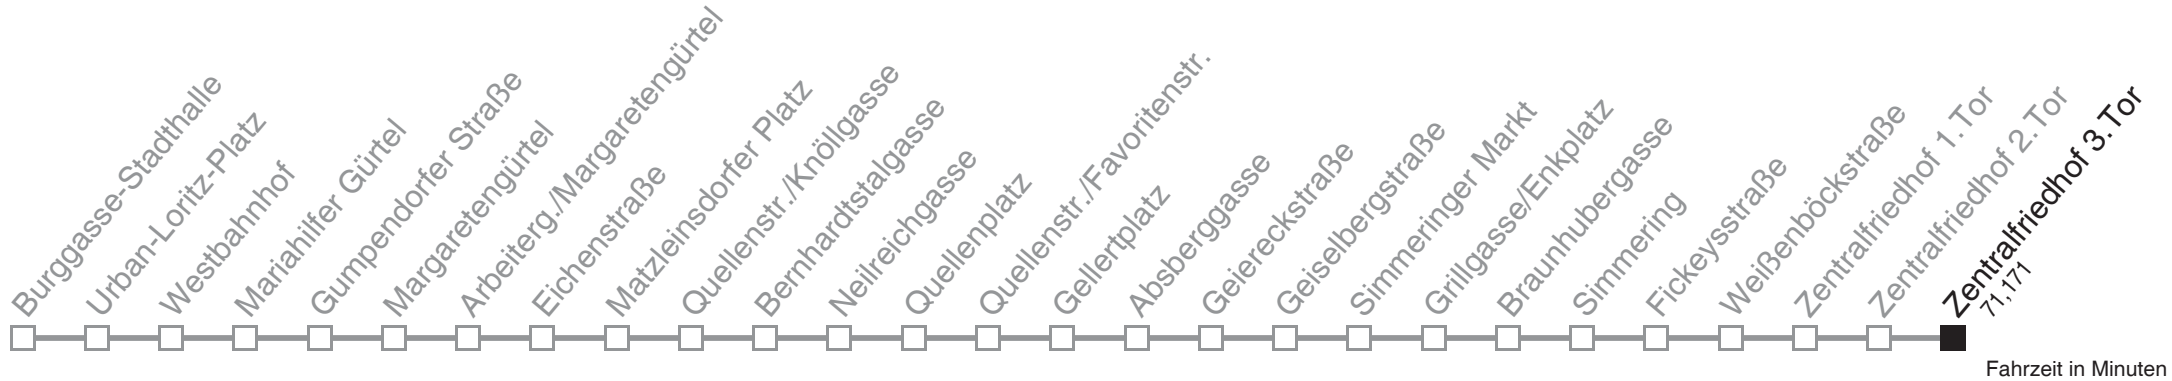 Burggasse-Stadthalle
Urban-Loritz-Platz
Westbahnhof
Mariahilfer Gürtel
Gumpendorfer Straße
Margaretengürtel
Arbeiterg./Margaretengürtel
Eichenstraße
Matzleinsdorfer Platz
Quellenstr./Knöllgasse
Bernhardtstalgasse
Neilreichgasse
Quellenplatz
Quellenstr./Favoritenstr.
Gellertplatz
Absberggasse
Geiereckstraße
Geiselbergstraße
Simmeringer Markt
Grillgasse/Enkplatz
Braunhubergasse
Simmering
Fickeysstraße
Weißenböckstraße
Zentralfriedhof 1.Tor
Zentralfriedhof 2.Tor
Zentralfriedhof 3.Tor
71,171
Fahrzeit in Minuten